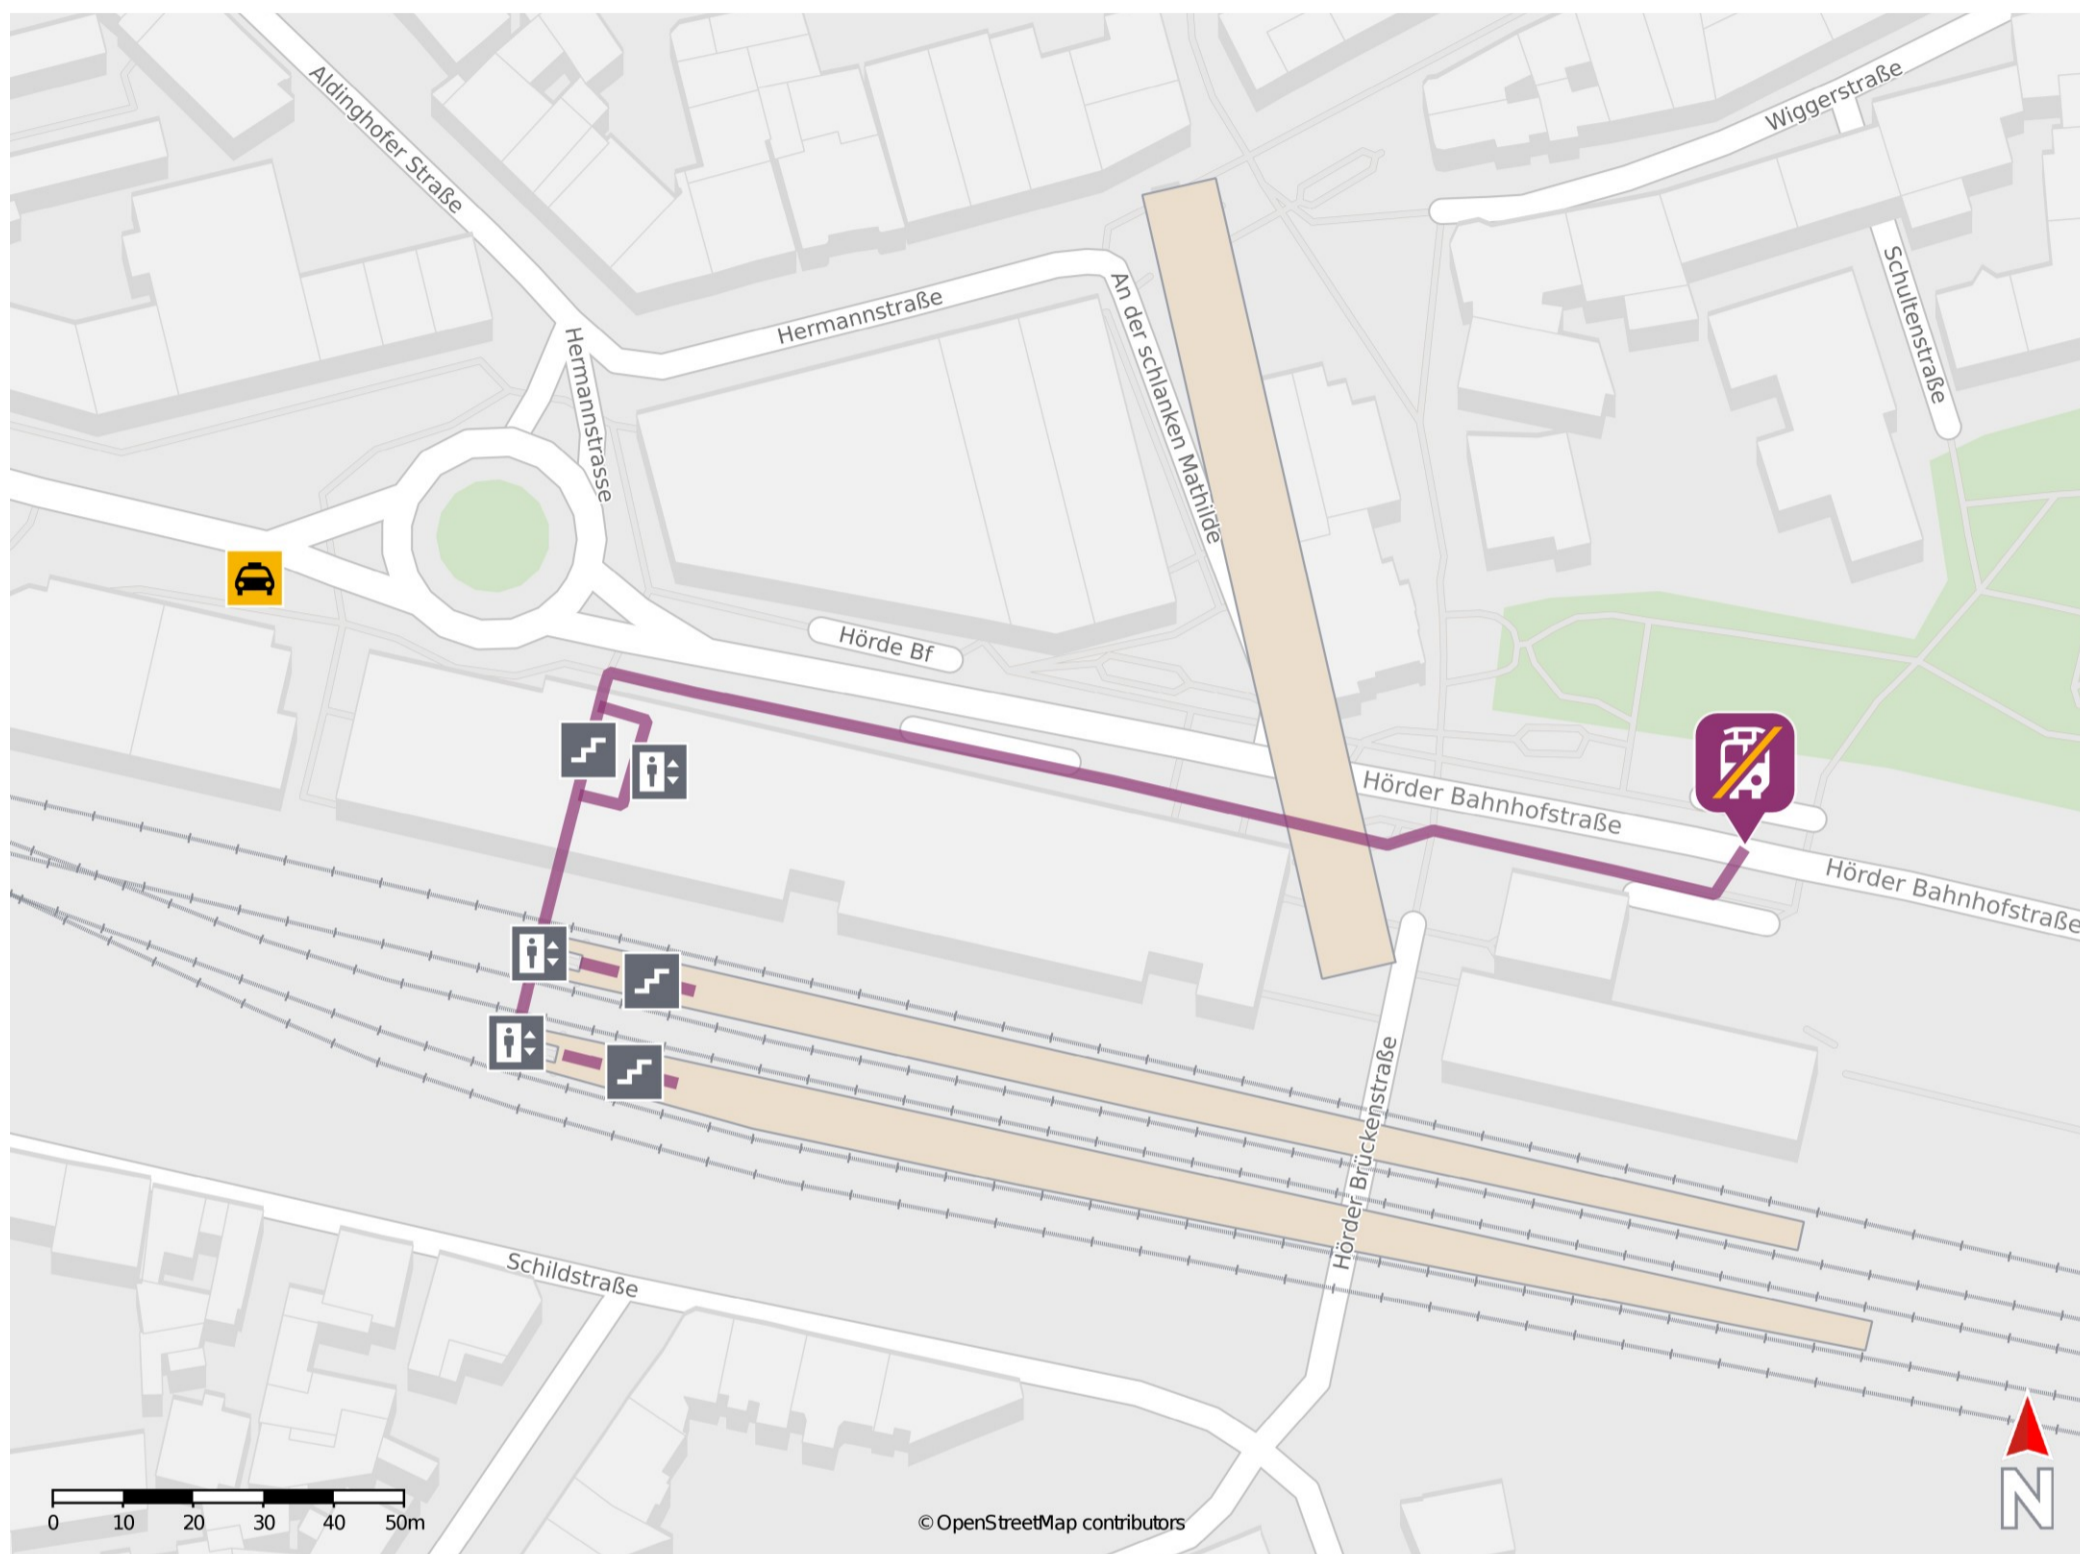 Aldinghofer Straße
Wiggerstraße
Schultenstraße
Hermannstraße
An der schlanken Mathilde
Hermannstrasse
Hörde Bf
Hörder Bahnhofstraße
Hörder Bahnhofstraße
Hörder Brückenstraße
Schildstraße
N
0 10 20 30 40 50m
© OpenStreetMap contributors